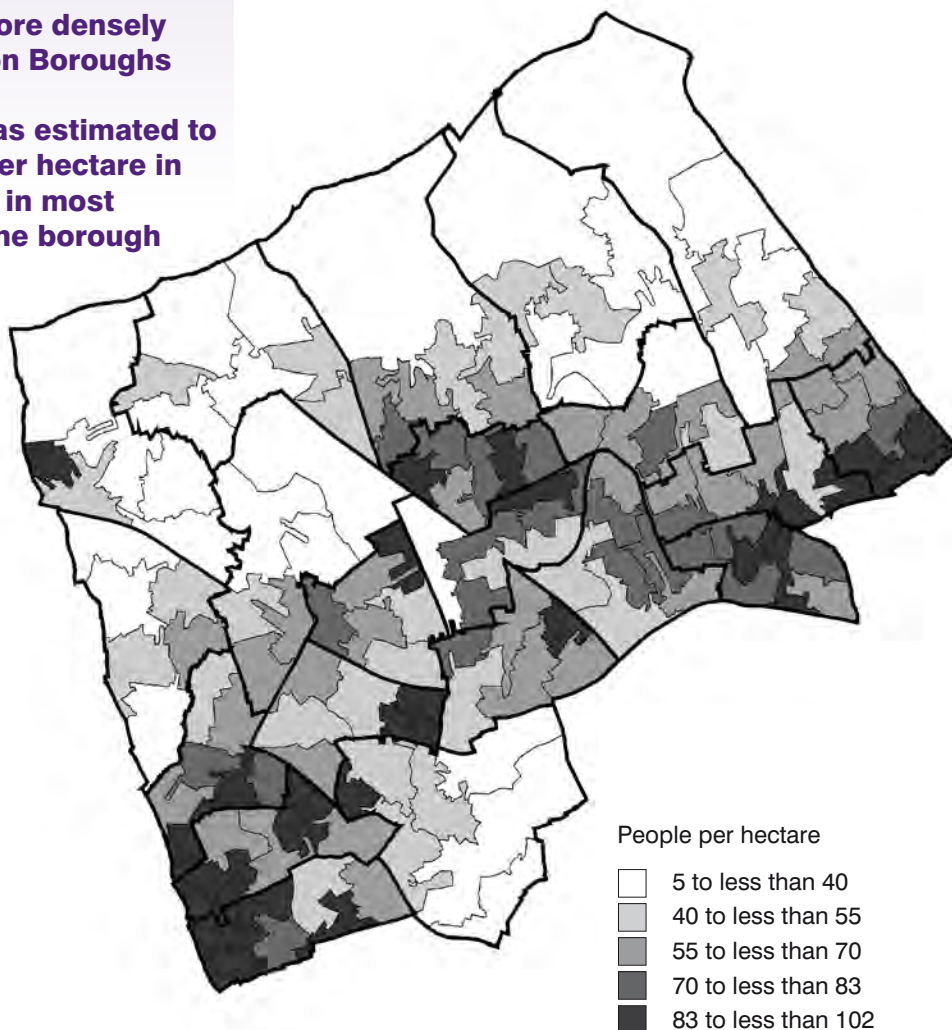 ore densely
on Boroughs
as estimated to
er hectare in
in most
he borough
People per hectare
5 to less than 40
40 to less than 55
55 to less than 70
70 to less than 83
83 to less than 102